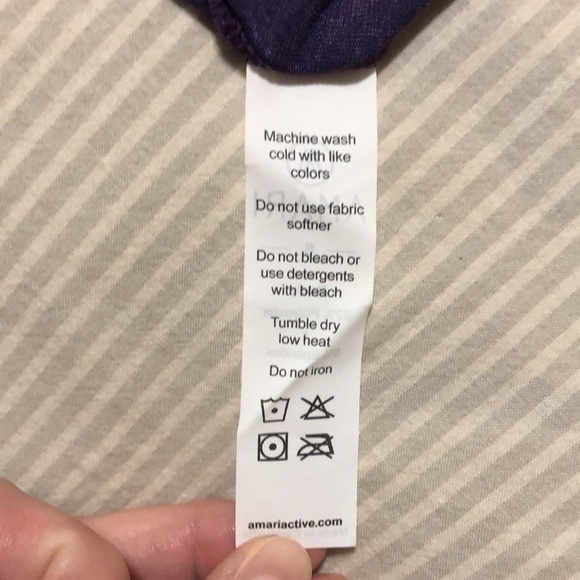 Machine wash
cold with like
colors
Do not use fabric
softner
Do not bleach or
use detergents
with bleach
Tumble dry
low heat
Do not iron
amariactive.com